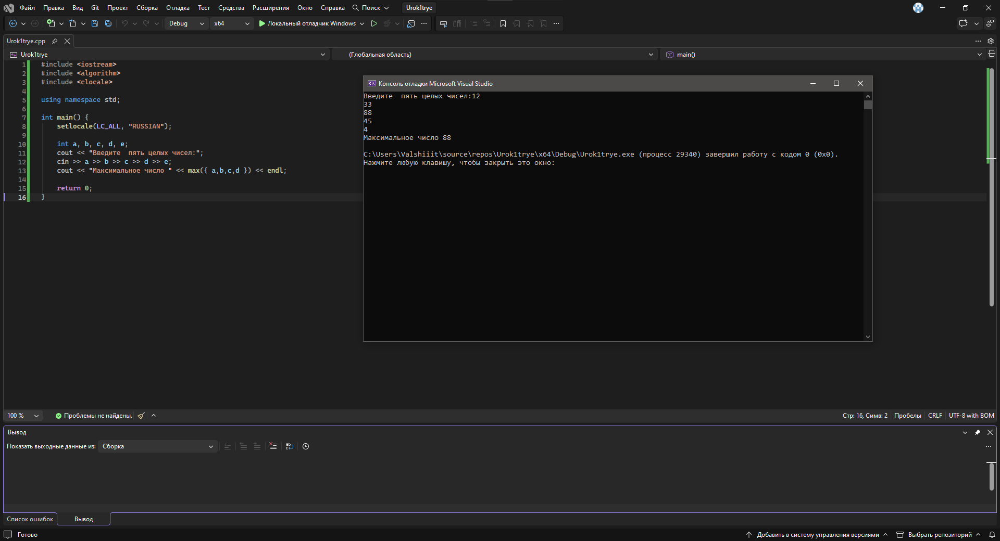 Файл Правка Вид Git Проект Сборка Отладка Тест Средства Расширения Окно Справка Поиск Urok1trye
Debug x64 Локальный отладчик Windows
Urok1trye.cpp
Urok1trye (Глобальная область) main()
1 #include <iostream>
2 #include <algorithm>
3 #include <clocale>
4
5 using namespace std;
6
7 int main() {
8 setlocale(LC_ALL, "RUSSIAN");
9
10 int a, b, c, d, e;
11 cout << "Введите  пять целых чисел:";
12 cin >> a >> b >> c >> d >> e;
13 cout << "Максимальное число " << max({ a,b,c,d }) << endl;
14
15 return 0;
16 }
Консоль отладки Microsoft Visual Studio
Введите  пять целых чисел:12
33
88
45
4
Максимальное число 88
C:\Users\Valshiiit\source\repos\Urok1trye\x64\Debug\Urok1trye.exe (процесс 29340) завершил работу с кодом 0 (0x0).
Нажмите любую клавишу, чтобы закрыть это окно:
100 % Проблемы не найдены. Стр: 16, Симв: 2 Пробелы CRLF UTF-8 with BOM
Вывод
Показать выходные данные из: Сборка
Список ошибок Вывод
Готово Добавить в систему управления версиями Выбрать репозиторий